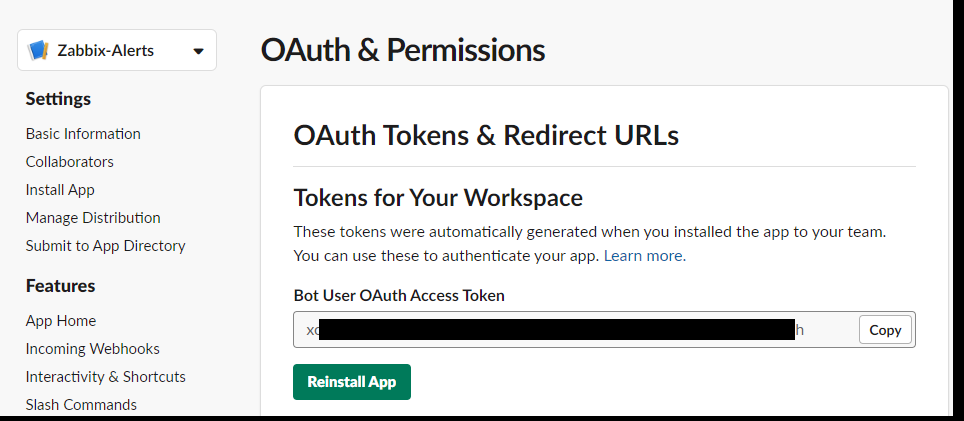 Zabbix-Alerts
Settings
Basic Information
Collaborators
Install App
Manage Distribution
Submit to App Directory
Features
App Home
Incoming Webhooks
Interactivity & Shortcuts
Slash Commands
OAuth & Permissions
OAuth Tokens & Redirect URLs
Tokens for Your Workspace
These tokens were automatically generated when you installed the app to your team.
You can use these to authenticate your app. Learn more.
Bot User OAuth Access Token
xo h
Copy
Reinstall App